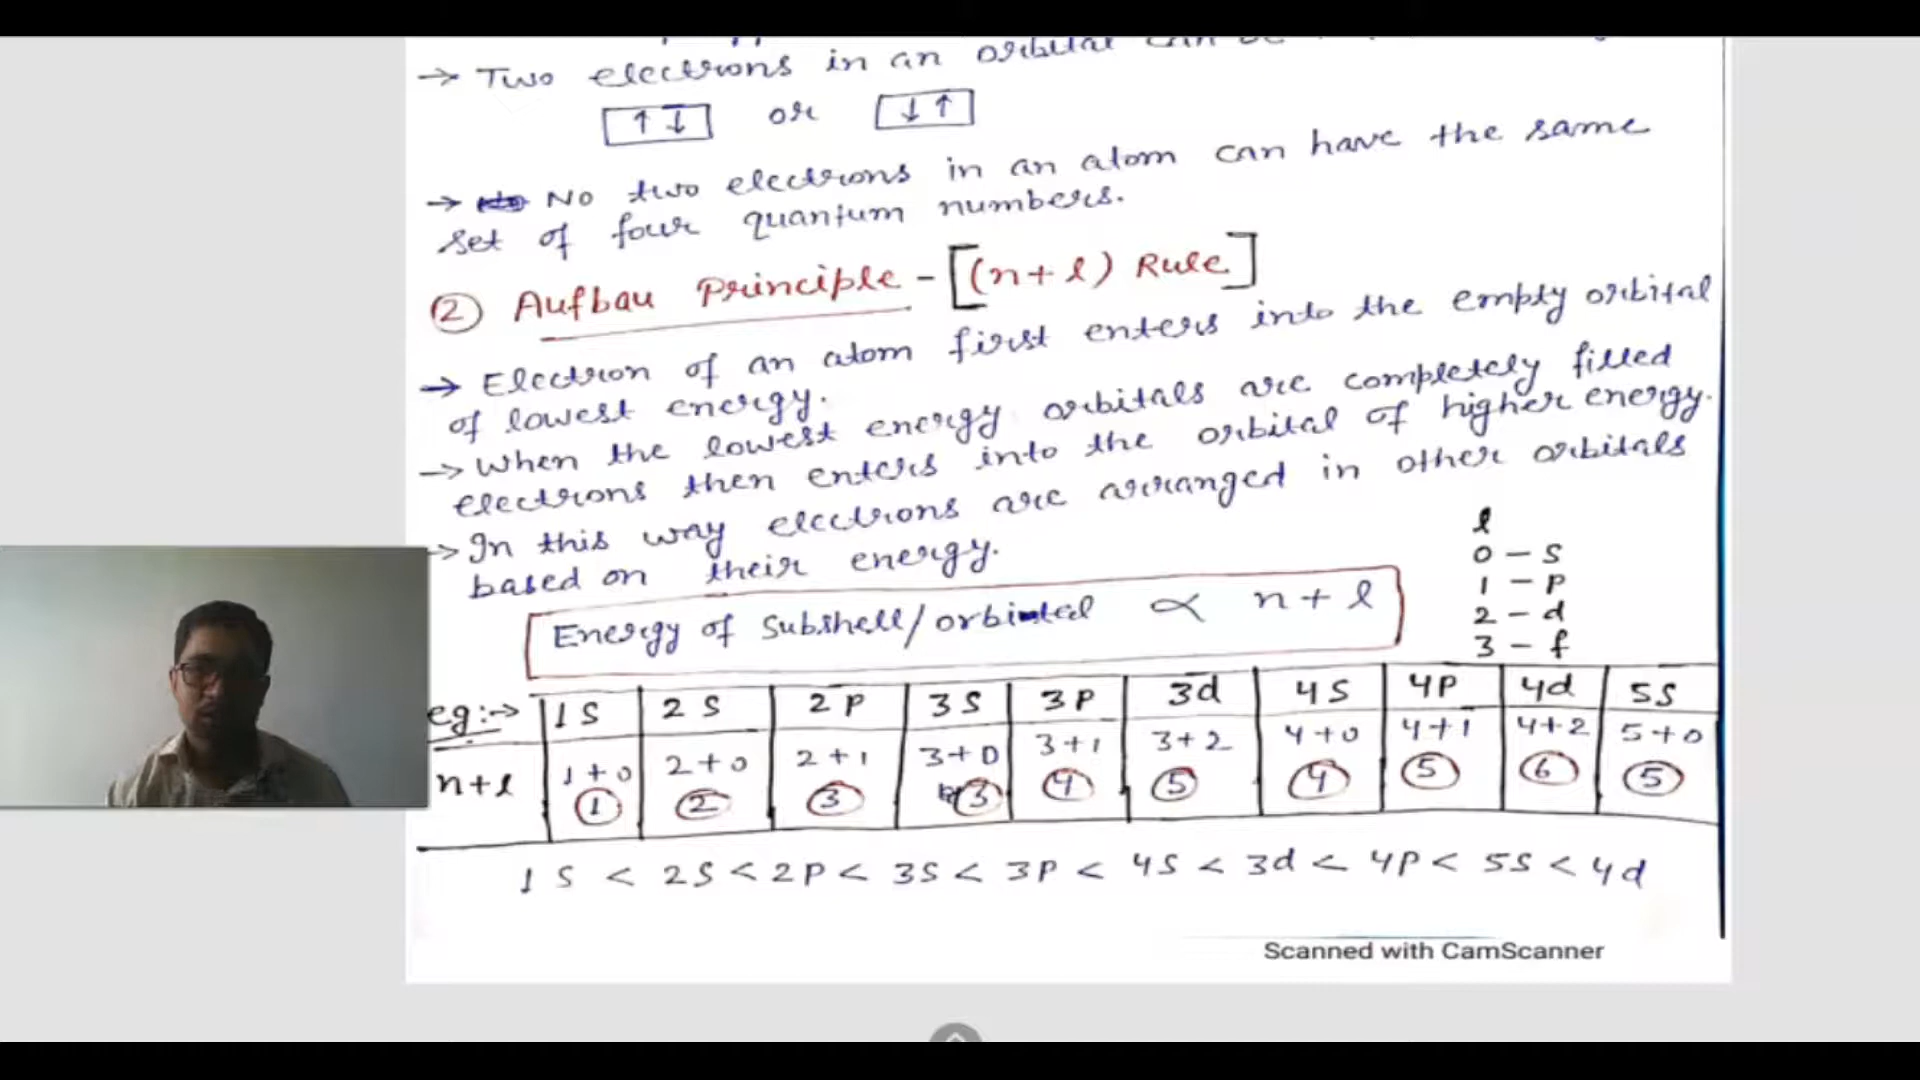 → Two electrons in an orbital can be
↑ ↓ or ↓ ↑
→ No two electrons in an atom can have the same
set of four quantum numbers.
② Aufbau Principle - [(n+l) Rule]
→ Electron of an atom first enters into the empty orbital
of lowest energy.
→ When the lowest energy orbitals are completely filled
electrons then enters into the orbital of higher energy.
→ In this way electrons are arranged in other orbitals
based on their energy.
l
0 - s
1 - p
2 - d
3 - f
Energy of Subshell/orbital ∝ n + l
eg:→ 1S 2S 2P 3S 3P 3d 4S 4P 4d 5S
n+l 1+0 2+0 2+1 3+0 3+1 3+2 4+0 4+1 4+2 5+0
① ② ③ ③ ④ ⑤ ④ ⑤ ⑥ ⑤
1S < 2S < 2P < 3S < 3P < 4S < 3d < 4P < 5S < 4d
Scanned with CamScanner